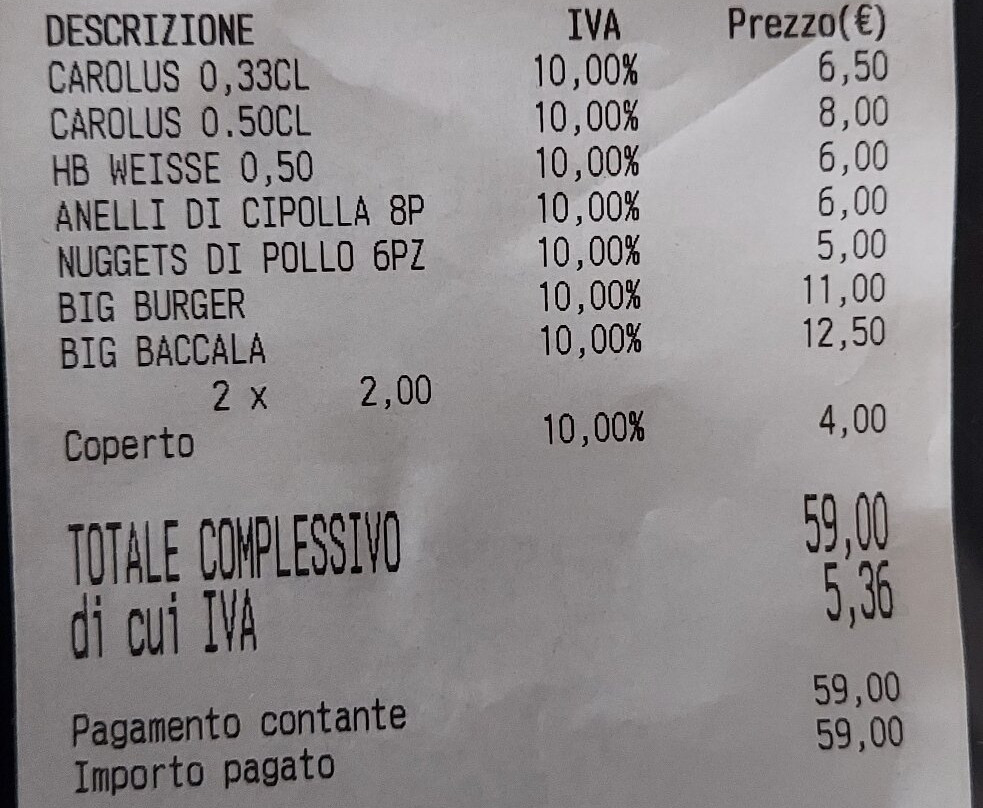 DESCRIZIONE IVA Prezzo(€)
CAROLUS 0,33CL 10,00% 6,50
CAROLUS 0.50CL 10,00% 8,00
HB WEISSE 0,50 10,00% 6,00
ANELLI DI CIPOLLA 8P 10,00% 6,00
NUGGETS DI POLLO 6PZ 10,00% 5,00
BIG BURGER 10,00% 11,00
BIG BACCALA 10,00% 12,50
2 x 2,00
Coperto 10,00% 4,00
TOTALE COMPLESSIVO 59,00
di cui IVA 5,36
Pagamento contante 59,00
Importo pagato 59,00